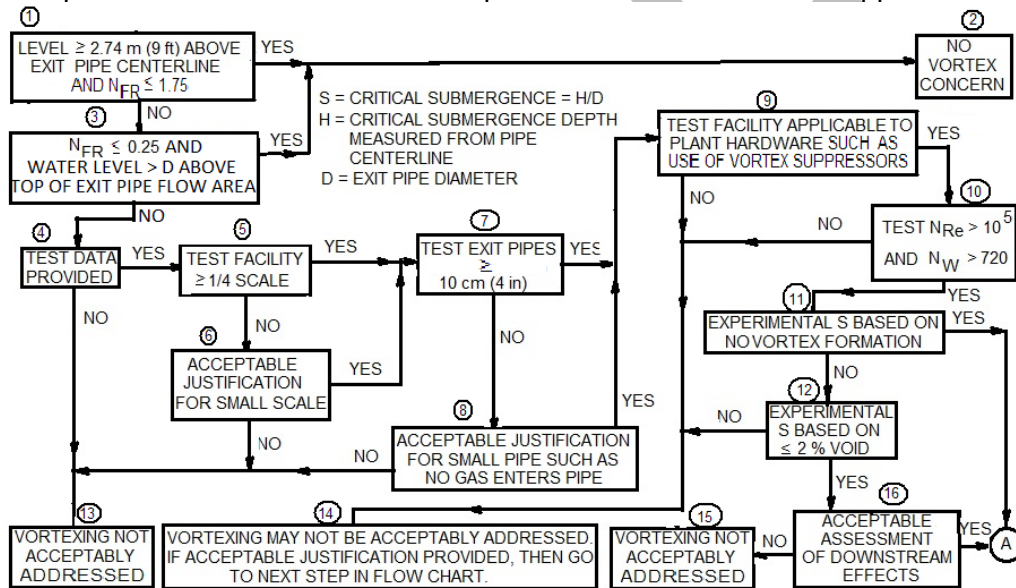 1
LEVEL ≥ 2.74 m (9 ft) ABOVE
EXIT PIPE CENTERLINE
AND N_FR ≤ 1.75
YES
NO
2
NO
VORTEX
CONCERN
3
N_FR ≤ 0.25 AND
WATER LEVEL > D ABOVE
TOP OF EXIT PIPE FLOW AREA
YES
NO
S = CRITICAL SUBMERGENCE = H/D
H = CRITICAL SUBMERGENCE DEPTH
MEASURED FROM PIPE
CENTERLINE
D = EXIT PIPE DIAMETER
4
TEST DATA
PROVIDED
YES
NO
5
TEST FACILITY
≥ 1/4 SCALE
YES
NO
6
ACCEPTABLE
JUSTIFICATION
FOR SMALL SCALE
YES
NO
7
TEST EXIT PIPES
≥
10 cm (4 in)
YES
NO
8
ACCEPTABLE JUSTIFICATION
FOR SMALL PIPE SUCH AS
NO GAS ENTERS PIPE
YES
NO
9
TEST FACILITY APPLICABLE TO
PLANT HARDWARE SUCH AS
USE OF VORTEX SUPPRESSORS
YES
NO
10
TEST N_Re > 10^5
AND N_W > 720
NO
YES
11
EXPERIMENTAL S BASED ON
NO VORTEX FORMATION
YES
NO
12
EXPERIMENTAL
S BASED ON
≤ 2 % VOID
NO
YES
13
VORTEXING NOT
ACCEPTABLY
ADDRESSED
14
VORTEXING MAY NOT BE ACCEPTABLY ADDRESSED.
IF ACCEPTABLE JUSTIFICATION PROVIDED, THEN GO
TO NEXT STEP IN FLOW CHART.
15
VORTEXING NOT
ACCEPTABLY
ADDRESSED
NO
16
ACCEPTABLE
ASSESSMENT
OF DOWNSTREAM
EFFECTS
YES
A